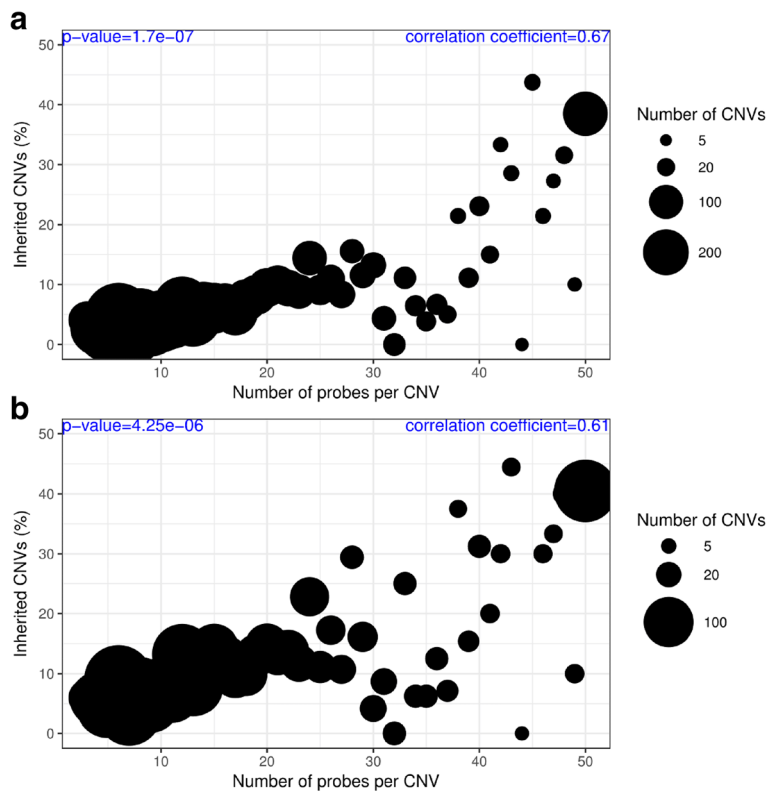 a
p-value=1.7e-07 correlation coefficient=0.67
50
40
30
20
10
0
Inherited CNVs (%)
10 20 30 40 50
Number of probes per CNV
Number of CNVs
5
20
100
200
b
p-value=4.25e-06 correlation coefficient=0.61
50
40
30
20
10
0
Inherited CNVs (%)
10 20 30 40 50
Number of probes per CNV
Number of CNVs
5
20
100